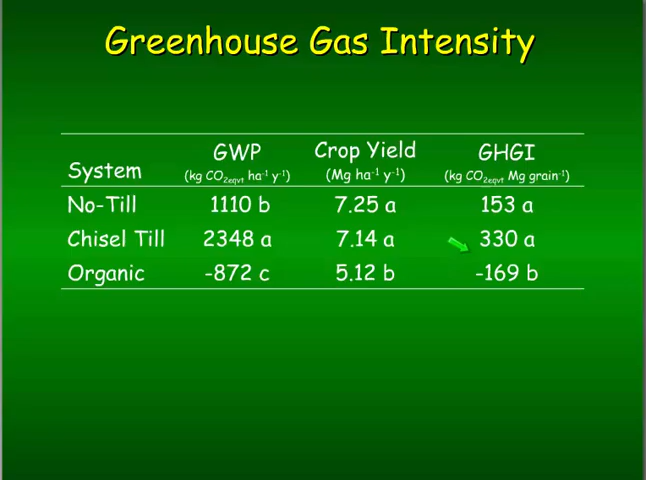 Greenhouse Gas Intensity
System GWP (kg CO2eqvt ha-1 y-1) Crop Yield (Mg ha-1 y-1) GHGI (kg CO2eqvt Mg grain-1)
No-Till 1110 b 7.25 a 153 a
Chisel Till 2348 a 7.14 a 330 a
Organic -872 c 5.12 b -169 b